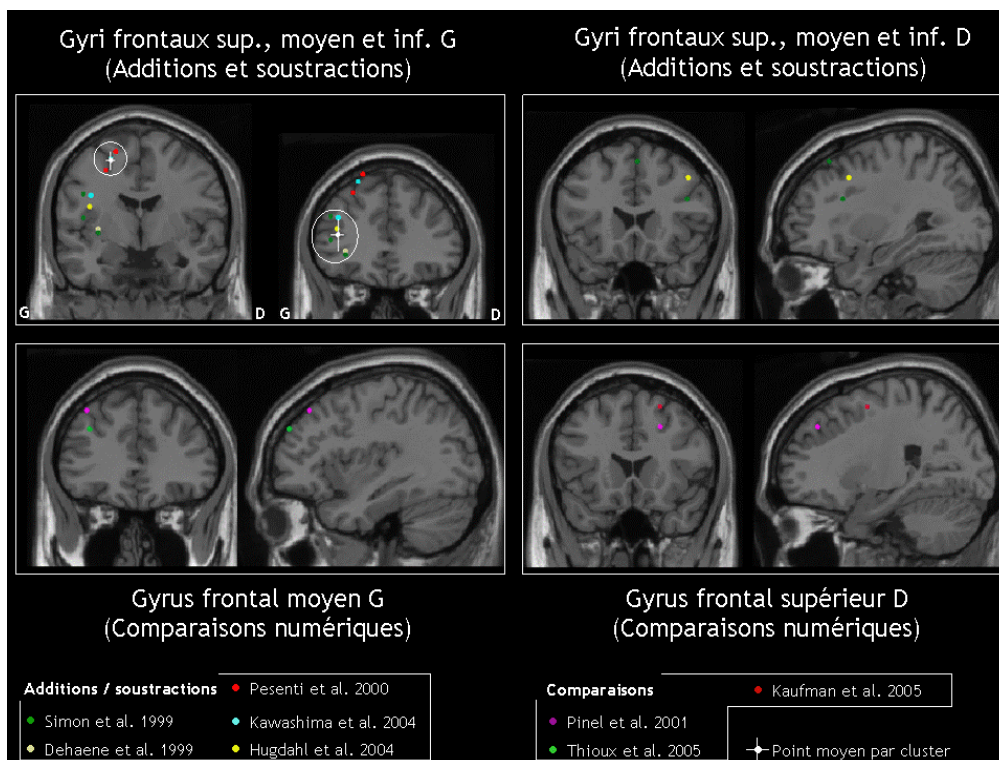 Gyri frontaux sup., moyen et inf. G
(Additions et soustractions)
Gyri frontaux sup., moyen et inf. D
(Additions et soustractions)
G
D
G
D
Gyrus frontal moyen G
(Comparaisons numériques)
Gyrus frontal supérieur D
(Comparaisons numériques)
Additions / soustractions
Pesenti et al. 2000
Simon et al. 1999
Kawashima et al. 2004
Dehaene et al. 1999
Hugdahl et al. 2004
Comparaisons
Kaufman et al. 2005
Pinel et al. 2001
Thioux et al. 2005
Point moyen par cluster